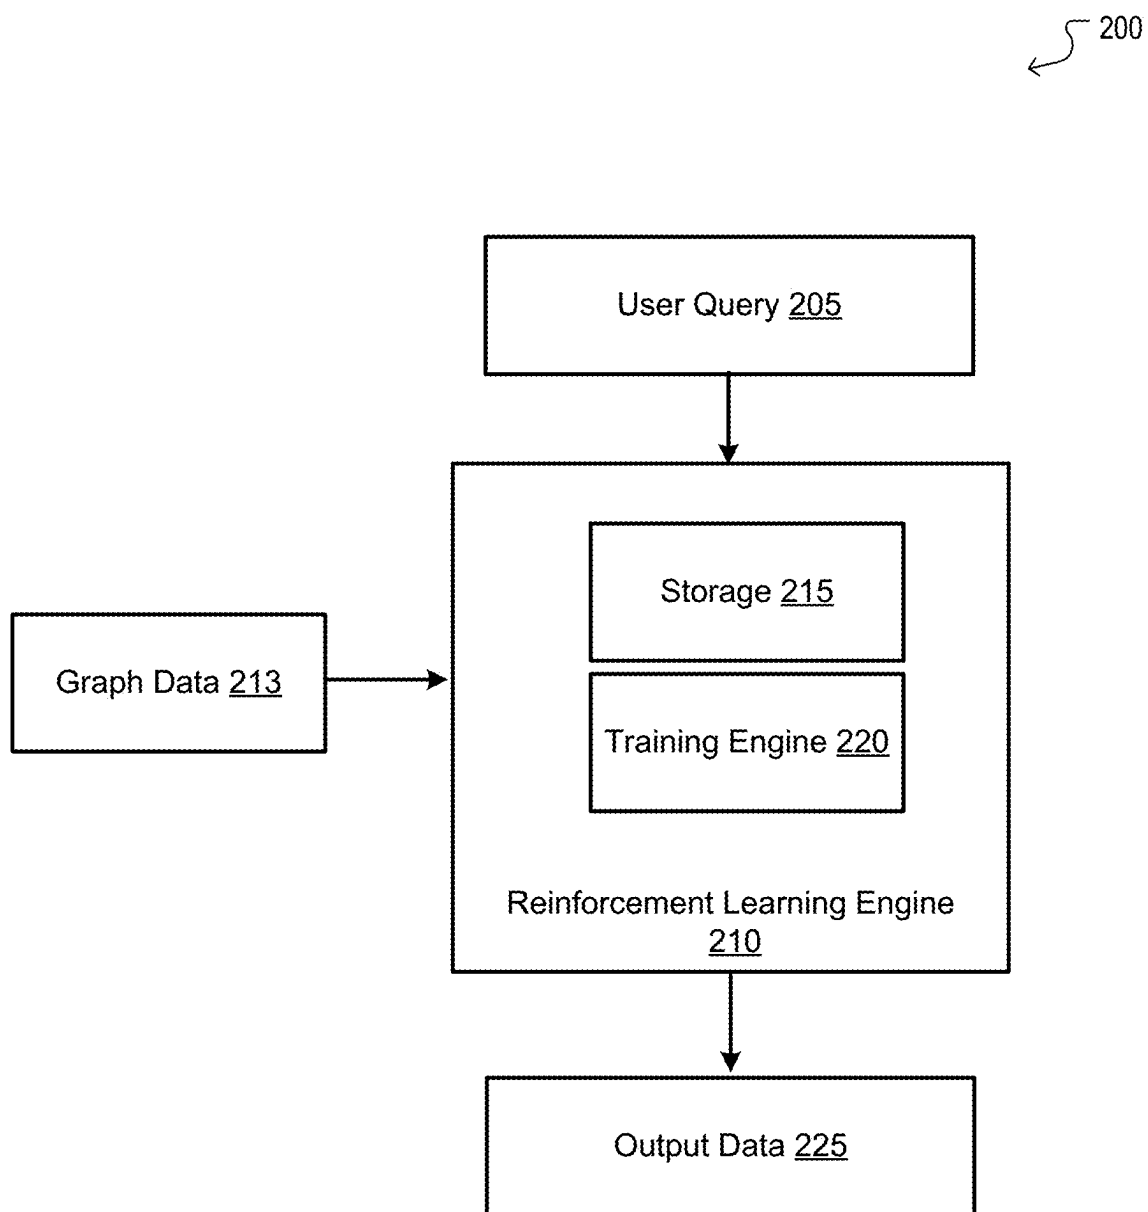 200
User Query 205
Storage 215
Graph Data 213
Training Engine 220
Reinforcement Learning Engine
210
Output Data 225